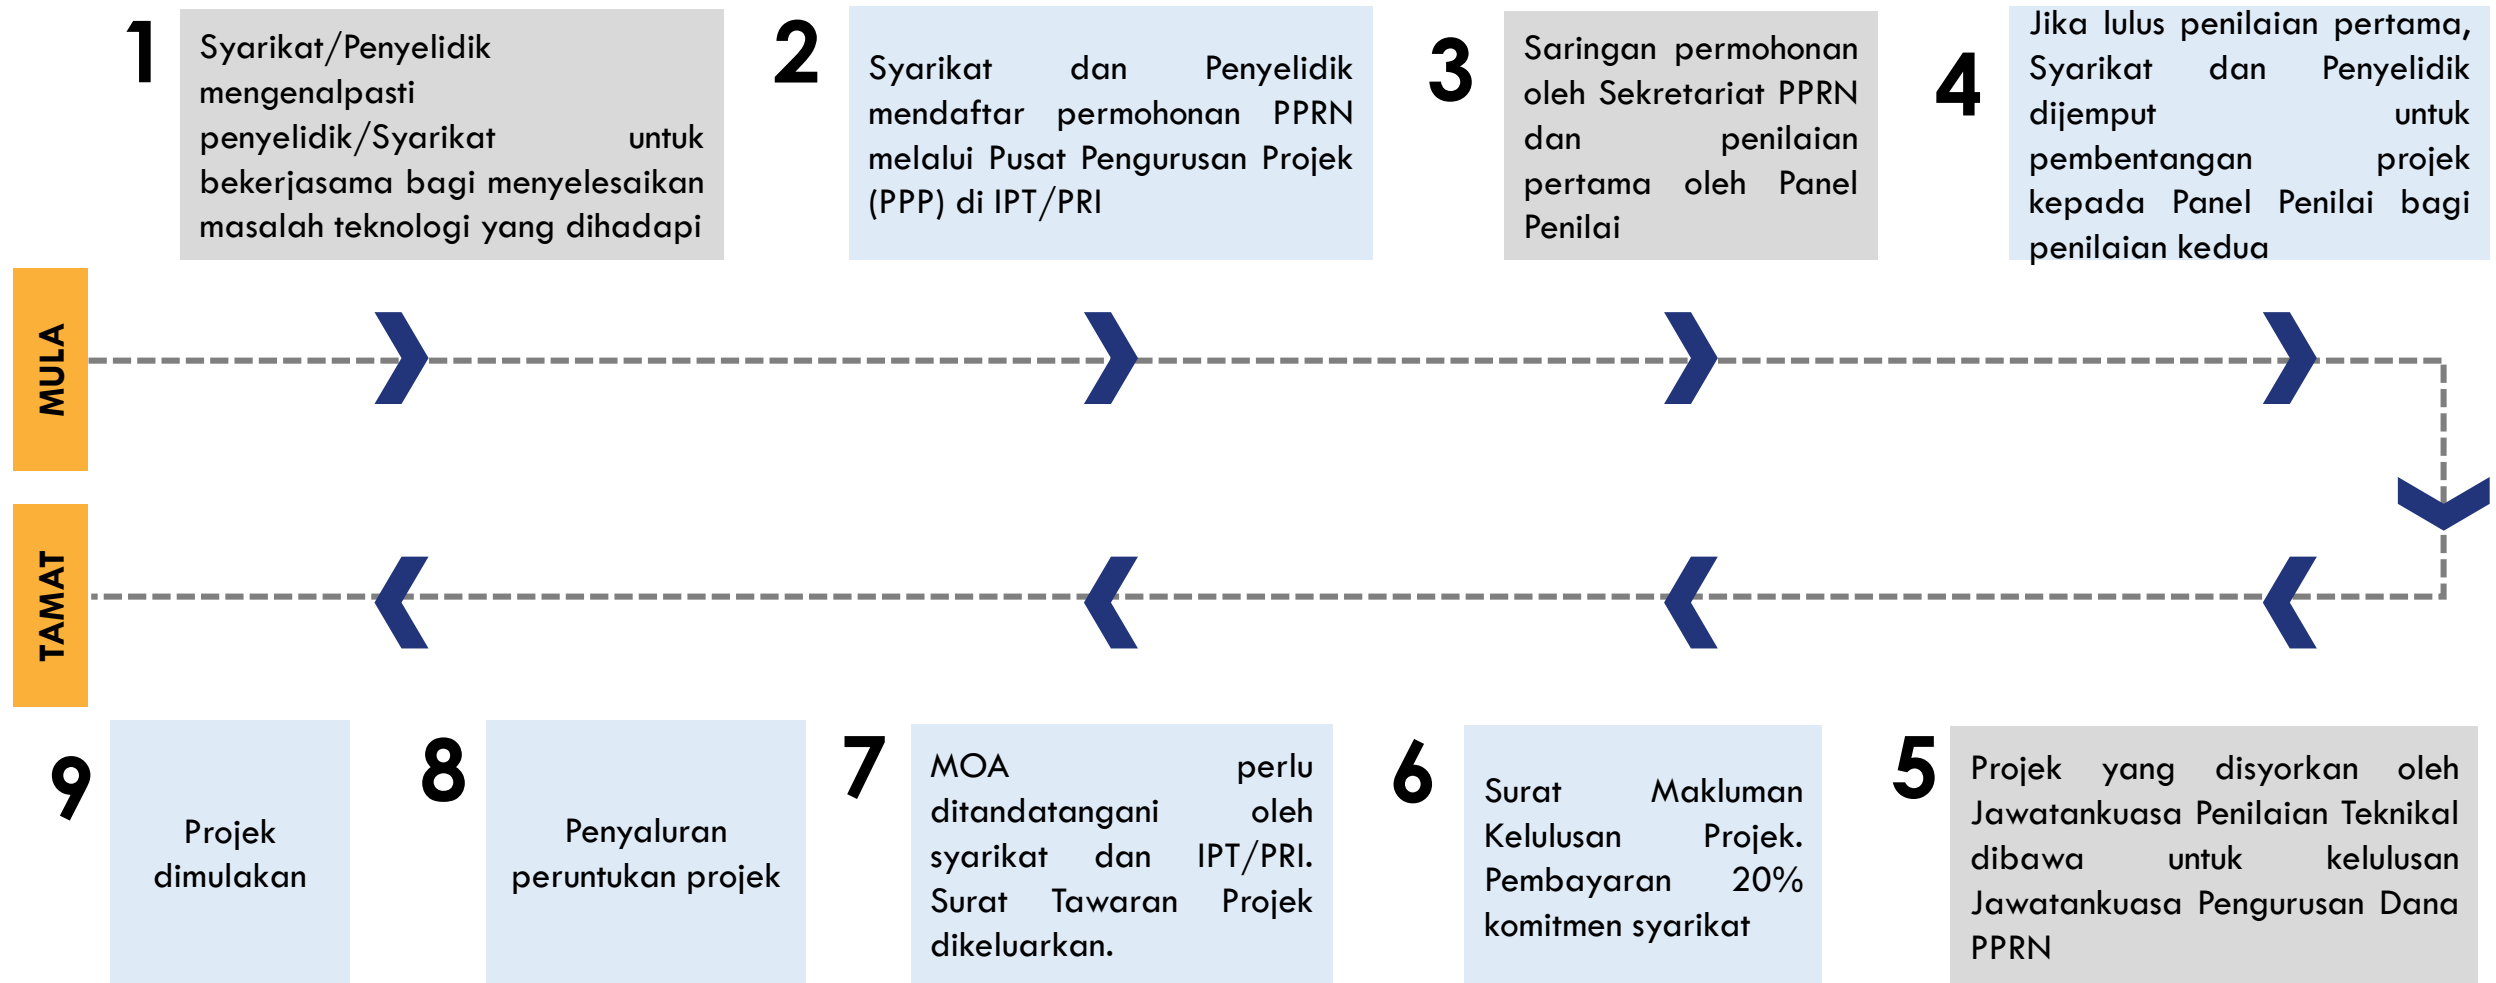 1
Syarikat/Penyelidik
mengenalpasti
penyelidik/Syarikat untuk
bekerjasama bagi menyelesaikan
masalah teknologi yang dihadapi
2
Syarikat dan Penyelidik
mendaftar permohonan PPRN
melalui Pusat Pengurusan Projek
(PPP) di IPT/PRI
3
Saringan permohonan
oleh Sekretariat PPRN
dan penilaian
pertama oleh Panel
Penilai
4
Jika lulus penilaian pertama,
Syarikat dan Penyelidik
dijemput untuk
pembentangan projek
kepada Panel Penilai bagi
penilaian kedua
MULA
TAMAT
5
Projek yang disyorkan oleh
Jawatankuasa Penilaian Teknikal
dibawa untuk kelulusan
Jawatankuasa Pengurusan Dana
PPRN
6
Surat Makluman
Kelulusan Projek.
Pembayaran 20%
komitmen syarikat
7
MOA perlu
ditandatangani oleh
syarikat dan IPT/PRI.
Surat Tawaran Projek
dikeluarkan.
8
Penyaluran
peruntukan projek
9
Projek
dimulakan